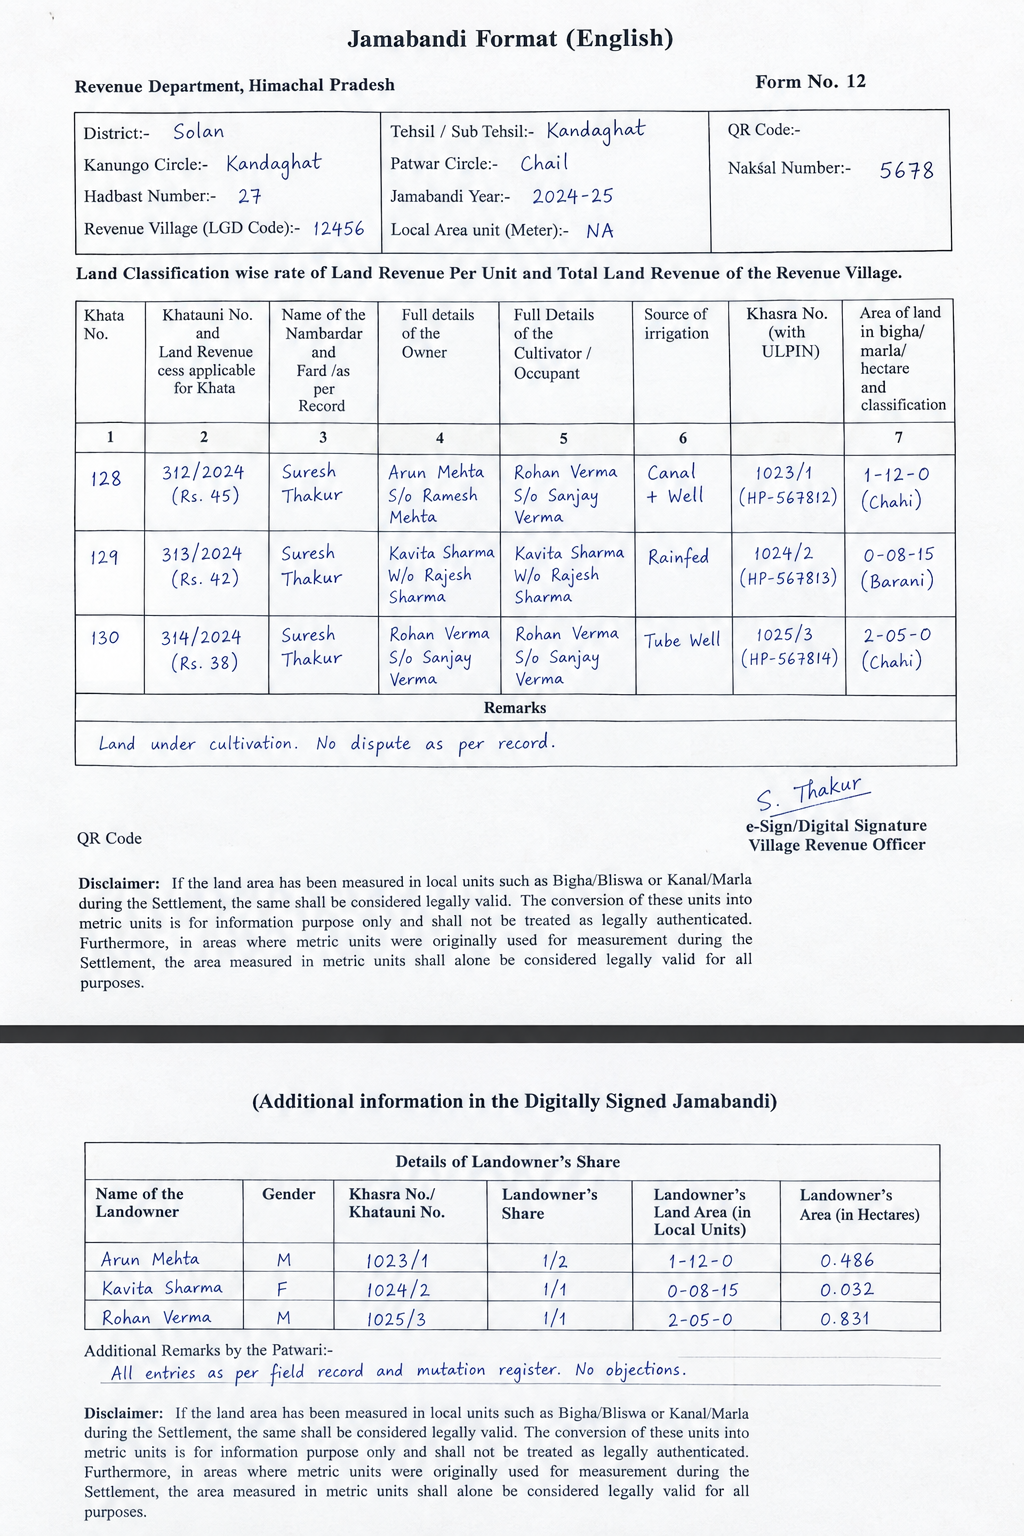 Jamabandi Format (English)
Revenue Department, Himachal Pradesh
Form No. 12
District:- Solan
Tehsil / Sub Tehsil:- Kandaghat
QR Code:-
Kanungo Circle:- Kandaghat
Patwar Circle:- Chail
Nakśal Number:- 5678
Hadbast Number:- 27
Jamabandi Year:- 2024-25
Revenue Village (LGD Code):- 12456
Local Area unit (Meter):- NA
Land Classification wise rate of Land Revenue Per Unit and Total Land Revenue of the Revenue Village.
Khata
No.
Khatauni No.
and
Land Revenue
cess applicable
for Khata
Name of the
Nambardar
and
Fard /as
per
Record
Full details
of the
Owner
Full Details
of the
Cultivator /
Occupant
Source of
irrigation
Khasra No.
(with
ULPIN)
Area of land
in bigha/
marla/
hectare
and
classification
1 2 3 4 5 6 7
128
312/2024
(Rs. 45)
Suresh
Thakur
Arun Mehta
S/o Ramesh
Mehta
Rohan Verma
S/o Sanjay
Verma
Canal
+ Well
1023/1
(HP-567812)
1-12-0
(Chahi)
129
313/2024
(Rs. 42)
Suresh
Thakur
Kavita Sharma
W/o Rajesh
Sharma
Kavita Sharma
W/o Rajesh
Sharma
Rainfed
1024/2
(HP-567813)
0-08-15
(Barani)
130
314/2024
(Rs. 38)
Suresh
Thakur
Rohan Verma
S/o Sanjay
Verma
Rohan Verma
S/o Sanjay
Verma
Tube Well
1025/3
(HP-567814)
2-05-0
(Chahi)
Remarks
Land under cultivation. No dispute as per record.
S. Thakur
e-Sign/Digital Signature
Village Revenue Officer
QR Code
Disclaimer: If the land area has been measured in local units such as Bigha/Bliswa or Kanal/Marla
during the Settlement, the same shall be considered legally valid. The conversion of these units into
metric units is for information purpose only and shall not be treated as legally authenticated.
Furthermore, in areas where metric units were originally used for measurement during the
Settlement, the area measured in metric units shall alone be considered legally valid for all
purposes.
(Additional information in the Digitally Signed Jamabandi)
Details of Landowner's Share
Name of the
Landowner
Gender
Khasra No./
Khatauni No.
Landowner's
Share
Landowner's
Land Area (in
Local Units)
Landowner's
Area (in Hectares)
Arun Mehta M 1023/1 1/2 1-12-0 0.486
Kavita Sharma F 1024/2 1/1 0-08-15 0.032
Rohan Verma M 1025/3 1/1 2-05-0 0.831
Additional Remarks by the Patwari:-
All entries as per field record and mutation register. No objections.
Disclaimer: If the land area has been measured in local units such as Bigha/Bliswa or Kanal/Marla
during the Settlement, the same shall be considered legally valid. The conversion of these units into
metric units is for information purpose only and shall not be treated as legally authenticated.
Furthermore, in areas where metric units were originally used for measurement during the
Settlement, the area measured in metric units shall alone be considered legally valid for all
purposes.